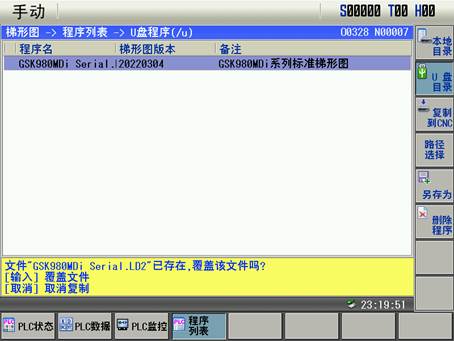 手动 S00000 T00 H00
梯形图 -> 程序列表 -> U盘程序(/u) O0328 N00007
程序名 梯形图版本 备注
GSK980MDi Serial.L 20220304 GSK980MDi系列标准梯形图
本地
目录
U 盘
目录
复制
到CNC
路径
选择
另存为
删除
程序
文件"GSK980MDi Serial.LD2"已存在,覆盖该文件吗?
[输入] 覆盖文件
[取消] 取消复制
23:19:51
PLC状态 PLC数据 PLC监控 PLC 程序
列表